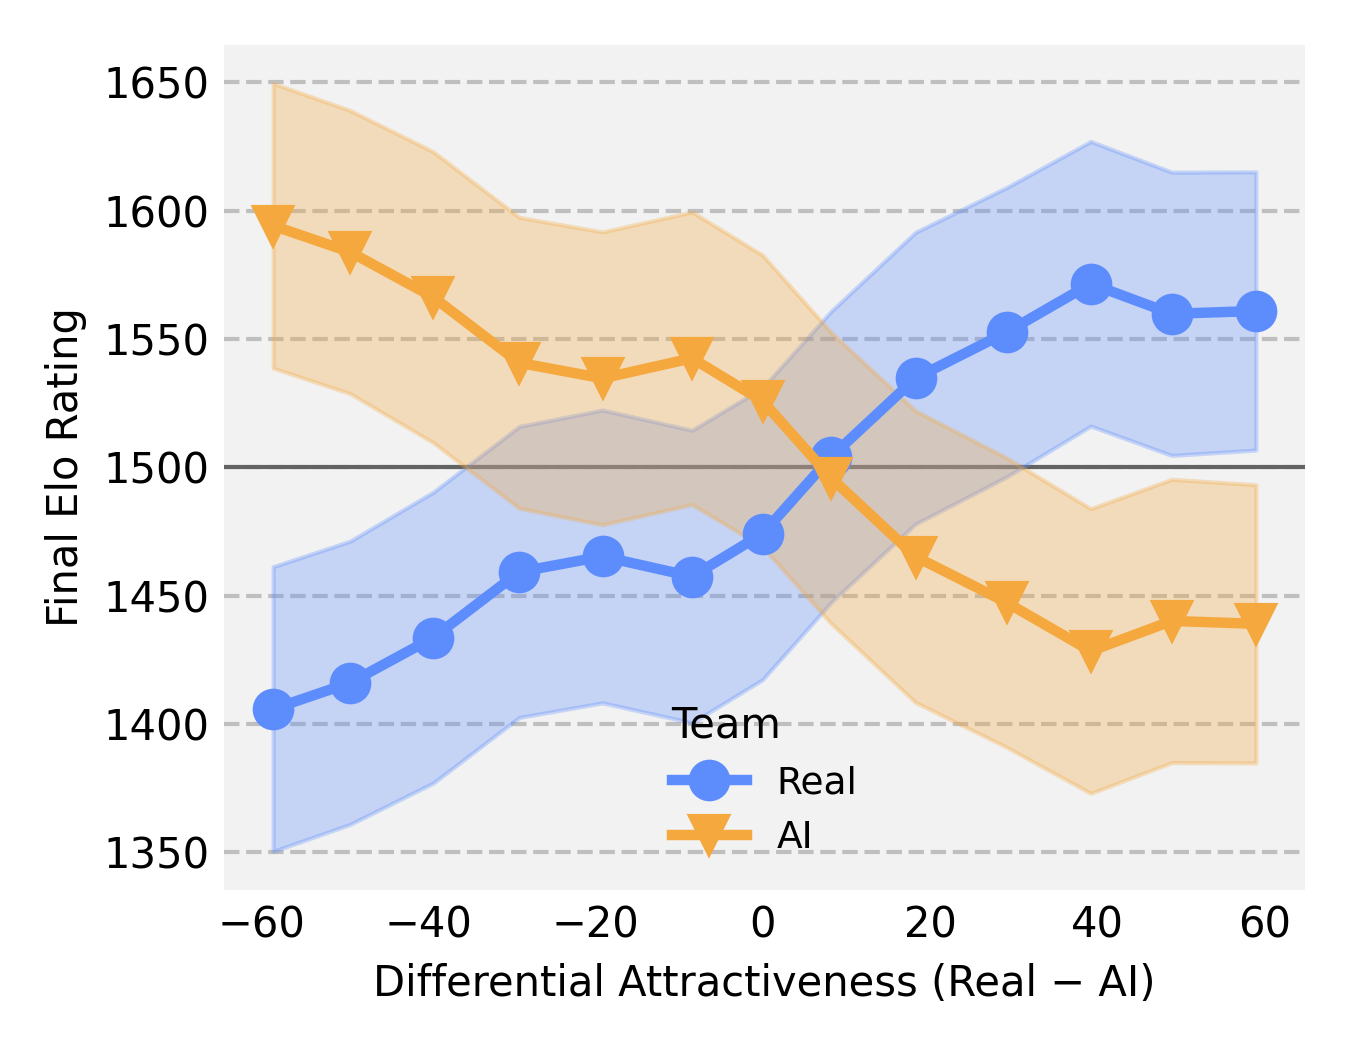 1650
1600
1550
1500
1450
1400
1350
Final Elo Rating
Team
Real
AI
−60 −40 −20 0 20 40 60
Differential Attractiveness (Real − AI)